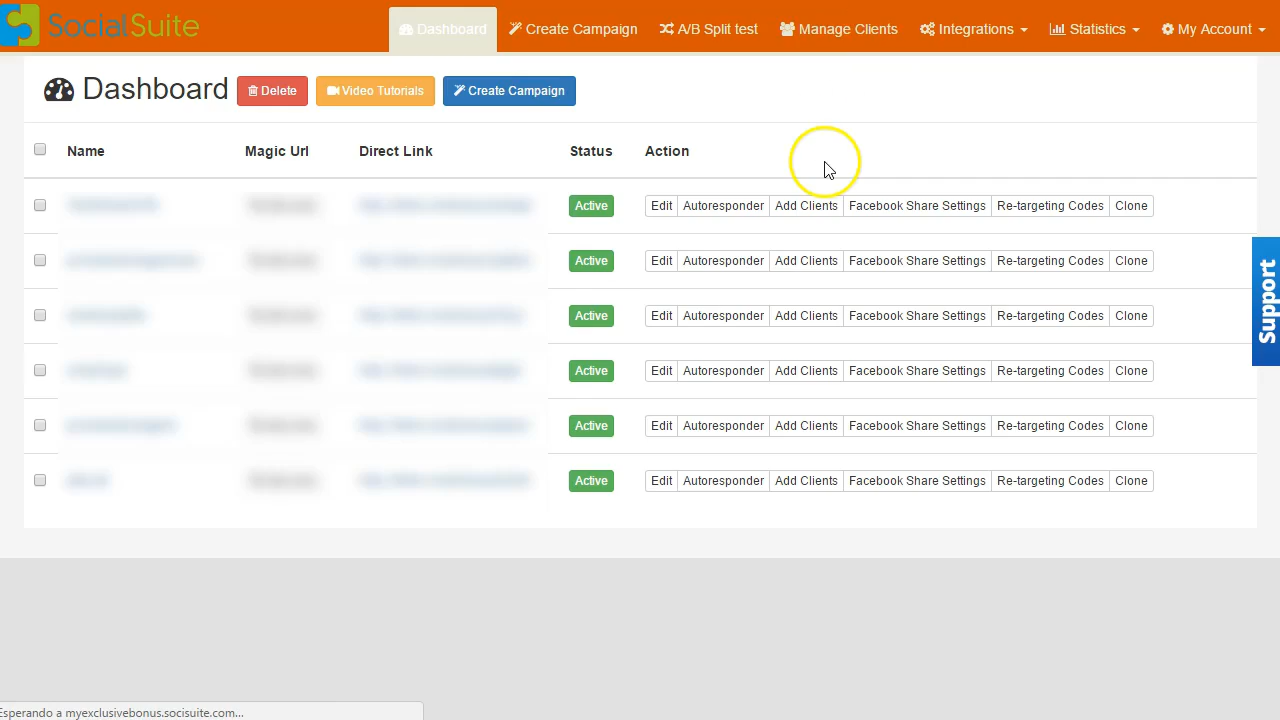 SocialSuite Dashboard Create Campaign A/B Split test Manage Clients Integrations Statistics My Account
Dashboard Delete Video Tutorials Create Campaign
Name Magic Url Direct Link Status Action
Active Edit Autoresponder Add Clients Facebook Share Settings Re-targeting Codes Clone
Active Edit Autoresponder Add Clients Facebook Share Settings Re-targeting Codes Clone
Active Edit Autoresponder Add Clients Facebook Share Settings Re-targeting Codes Clone
Active Edit Autoresponder Add Clients Facebook Share Settings Re-targeting Codes Clone
Active Edit Autoresponder Add Clients Facebook Share Settings Re-targeting Codes Clone
Active Edit Autoresponder Add Clients Facebook Share Settings Re-targeting Codes Clone
Support
Esperando a myexclusivebonus.socisuite.com...